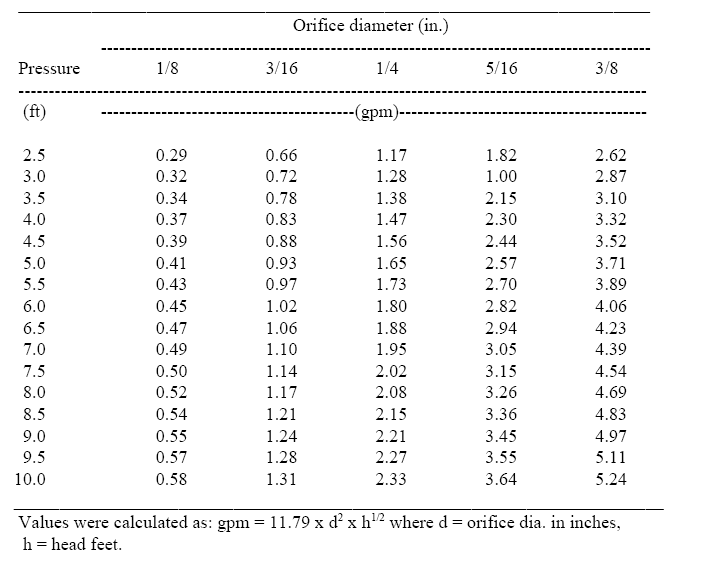 Orifice diameter (in.)
Pressure 1/8 3/16 1/4 5/16 3/8
(ft) (gpm)
2.5 0.29 0.66 1.17 1.82 2.62
3.0 0.32 0.72 1.28 1.00 2.87
3.5 0.34 0.78 1.38 2.15 3.10
4.0 0.37 0.83 1.47 2.30 3.32
4.5 0.39 0.88 1.56 2.44 3.52
5.0 0.41 0.93 1.65 2.57 3.71
5.5 0.43 0.97 1.73 2.70 3.89
6.0 0.45 1.02 1.80 2.82 4.06
6.5 0.47 1.06 1.88 2.94 4.23
7.0 0.49 1.10 1.95 3.05 4.39
7.5 0.50 1.14 2.02 3.15 4.54
8.0 0.52 1.17 2.08 3.26 4.69
8.5 0.54 1.21 2.15 3.36 4.83
9.0 0.55 1.24 2.21 3.45 4.97
9.5 0.57 1.28 2.27 3.55 5.11
10.0 0.58 1.31 2.33 3.64 5.24
Values were calculated as: gpm = 11.79 x d² x h¹/² where d = orifice dia. in inches,
h = head feet.